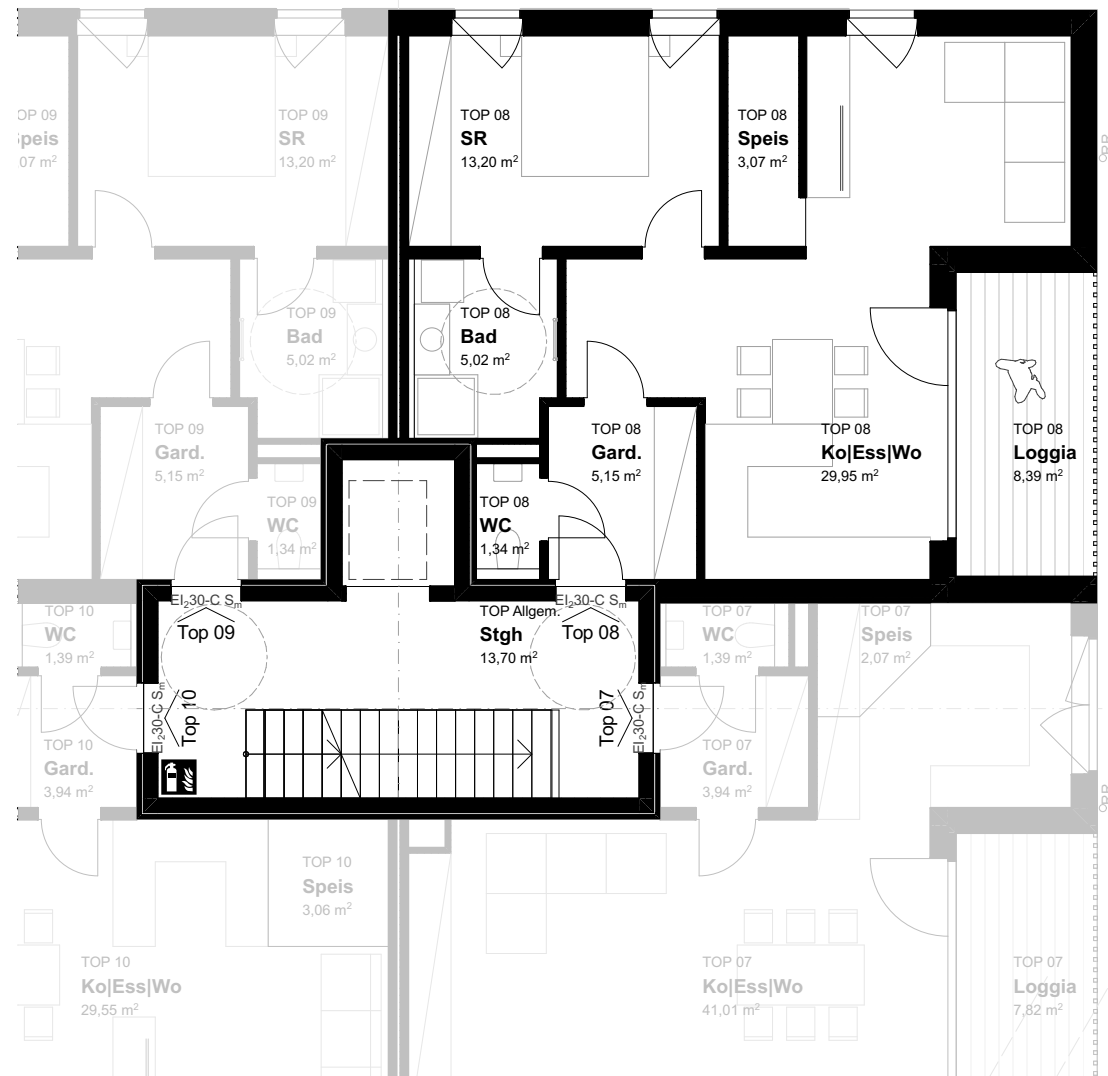 TOP 09
Speis
07 m²
TOP 09
SR
13,20 m²
TOP 08
SR
13,20 m²
TOP 08
Speis
3,07 m²
TOP 09
Bad
5,02 m²
TOP 08
Bad
5,02 m²
TOP 09
Gard.
5,15 m²
TOP 08
Gard.
5,15 m²
TOP 08
Ko|Ess|Wo
29,95 m²
TOP 08
Loggia
8,39 m²
TOP 09
WC
1,34 m²
TOP 08
WC
1,34 m²
EI₂30-C Sₘ
Top 09
TOP Allgem.
Stgh
13,70 m²
EI₂30-C Sₘ
Top 08
TOP 10
WC
1,39 m²
TOP 07
WC
1,39 m²
TOP 07
Speis
2,07 m²
EI₂30-C Sₘ
Top 10
Top 07
EI₂30-C Sₘ
TOP 10
Gard.
3,94 m²
TOP 07
Gard.
3,94 m²
TOP 10
Speis
3,06 m²
TOP 10
Ko|Ess|Wo
29,55 m²
TOP 07
Ko|Ess|Wo
41,01 m²
TOP 07
Loggia
7,82 m²